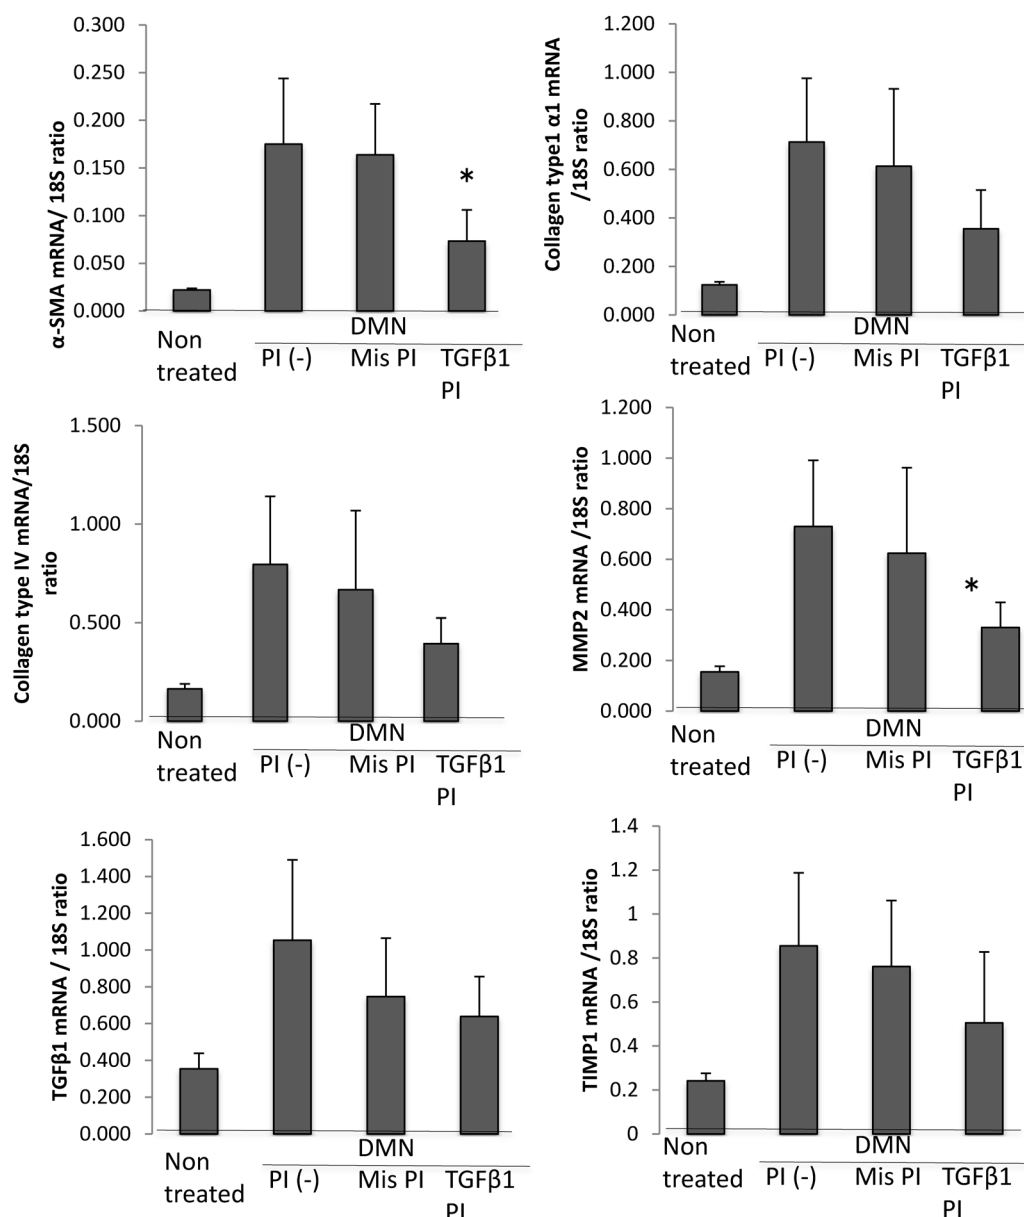 α-SMA mRNA/ 18S ratio
0.300
0.250
0.200
0.150
0.100
0.050
0.000
*
Non
treated
DMN
PI (-)
Mis PI
TGFβ1
PI
Collagen type1 α1 mRNA
/18S ratio
1.200
1.000
0.800
0.600
0.400
0.200
0.000
Non
treated
DMN
PI (-)
Mis PI
TGFβ1
PI
Collagen type IV mRNA/18S
ratio
1.500
1.000
0.500
0.000
Non
treated
DMN
PI (-)
Mis PI
TGFβ1
PI
MMP2 mRNA /18S ratio
1.200
1.000
0.800
0.600
0.400
0.200
0.000
*
Non
treated
DMN
PI (-)
Mis PI
TGFβ1
PI
TGFβ1 mRNA / 18S ratio
1.600
1.400
1.200
1.000
0.800
0.600
0.400
0.200
0.000
Non
treated
DMN
PI (-)
Mis PI
TGFβ1
PI
TIMP1 mRNA /18S ratio
1.4
1.2
1
0.8
0.6
0.4
0.2
0
Non
treated
DMN
PI (-)
Mis PI
TGFβ1
PI